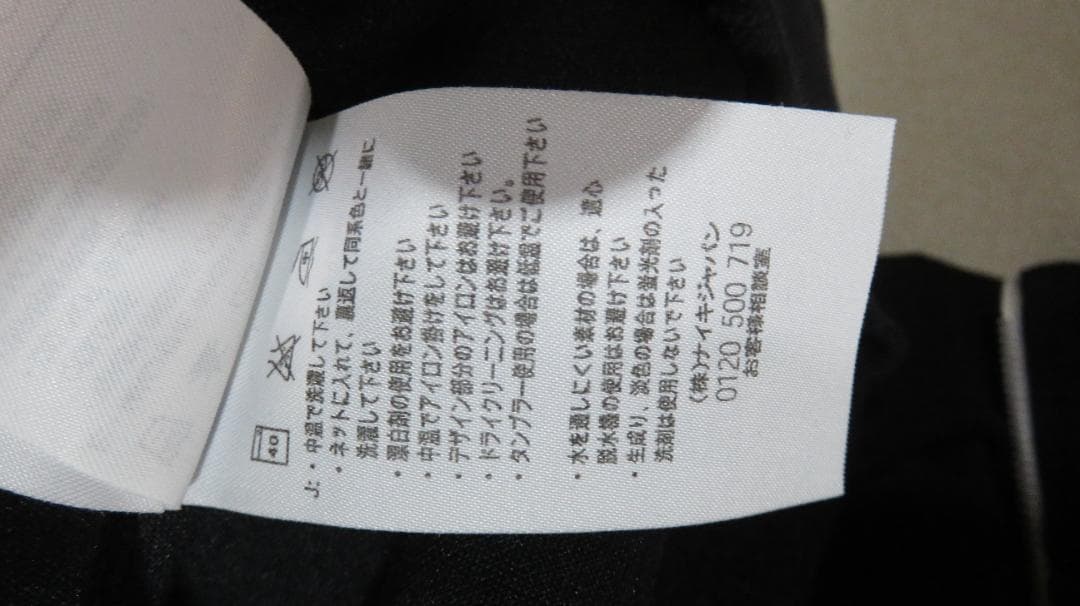 40
中
J: ・中温で洗濯して下さい
・ネットに入れて、裏返して同系色と一緒に
洗濯して下さい
・漂白剤の使用をお避け下さい
・中温でアイロン掛けをして下さい
・デザイン部分のアイロンはお避け下さい
・ドライクリーニングはお避け下さい。
・タンブラー使用の場合は低温でご使用下さい
・水を通しにくい素材の場合は、遠心
脱水機の使用はお避け下さい
・生成り、淡色の場合は蛍光剤の入った
洗剤は使用しないで下さい
(株)ナイキジャパン
0120 500 719
お客様相談室